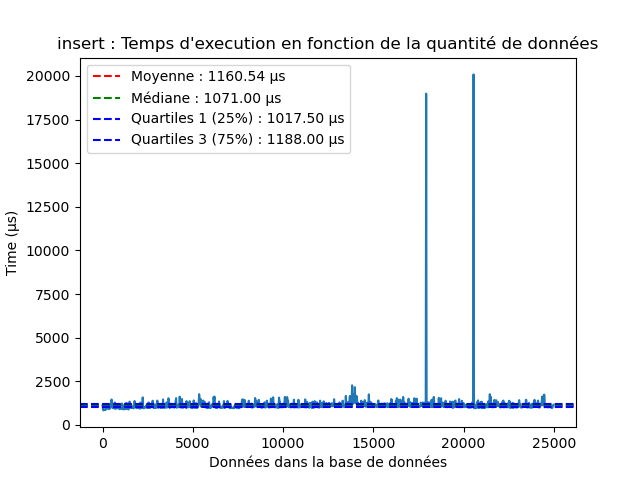 insert : Temps d'execution en fonction de la quantité de données
20000
17500
15000
12500
10000
7500
5000
2500
0
Time (µs)
Moyenne : 1160.54 µs
Médiane : 1071.00 µs
Quartiles 1 (25%) : 1017.50 µs
Quartiles 3 (75%) : 1188.00 µs
0 5000 10000 15000 20000 25000
Données dans la base de données